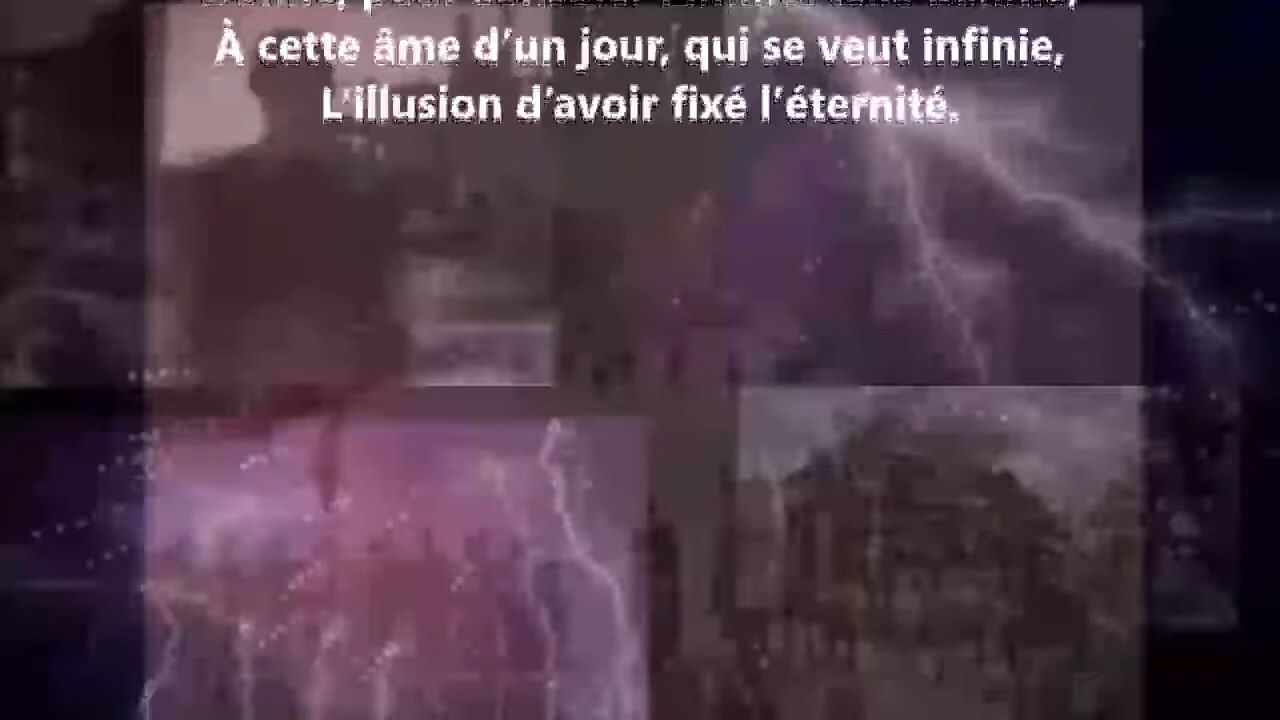 À cette âme d’un jour, qui se veut infinie,
L’illusion d’avoir fixé l’éternité.